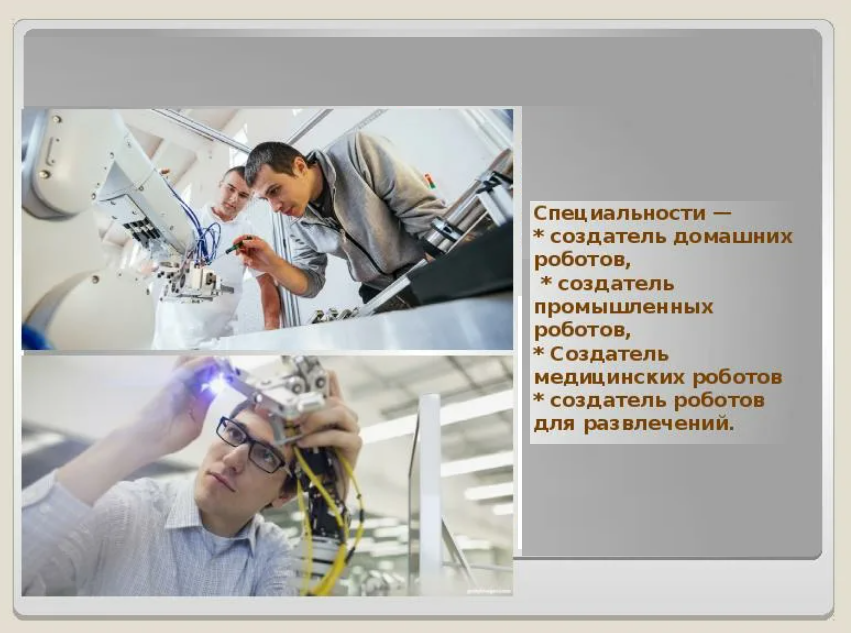 Специальности —
* создатель домашних
роботов,
* создатель
промышленных
роботов,
* Создатель
медицинских роботов
* создатель роботов
для развлечений.